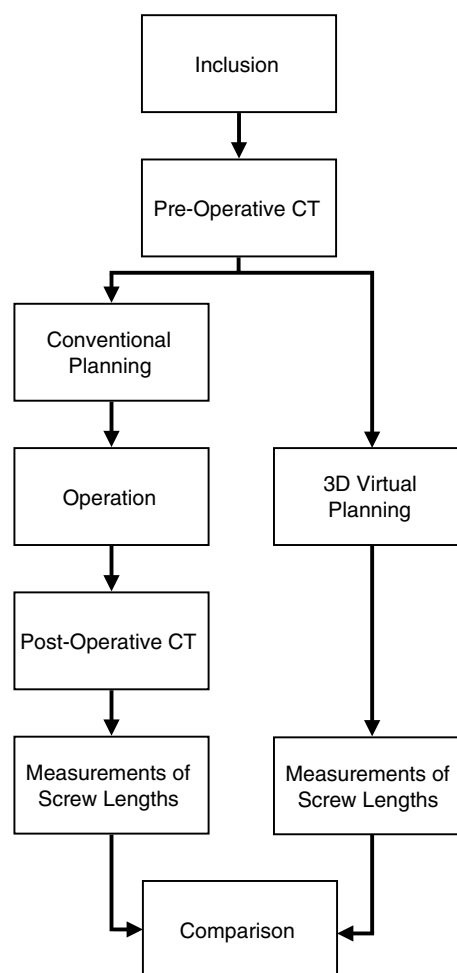 Inclusion
Pre-Operative CT
Conventional
Planning
Operation
3D Virtual
Planning
Post-Operative CT
Measurements of
Screw Lengths
Measurements of
Screw Lengths
Comparison